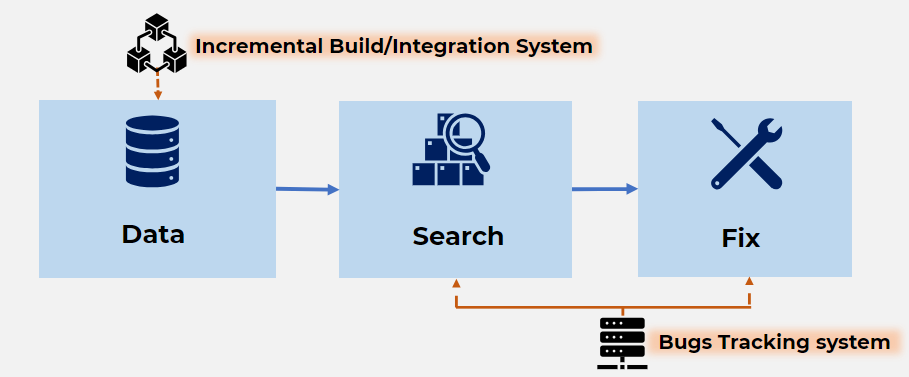 Incremental Build/Integration System
Data
Search
Fix
Bugs Tracking system